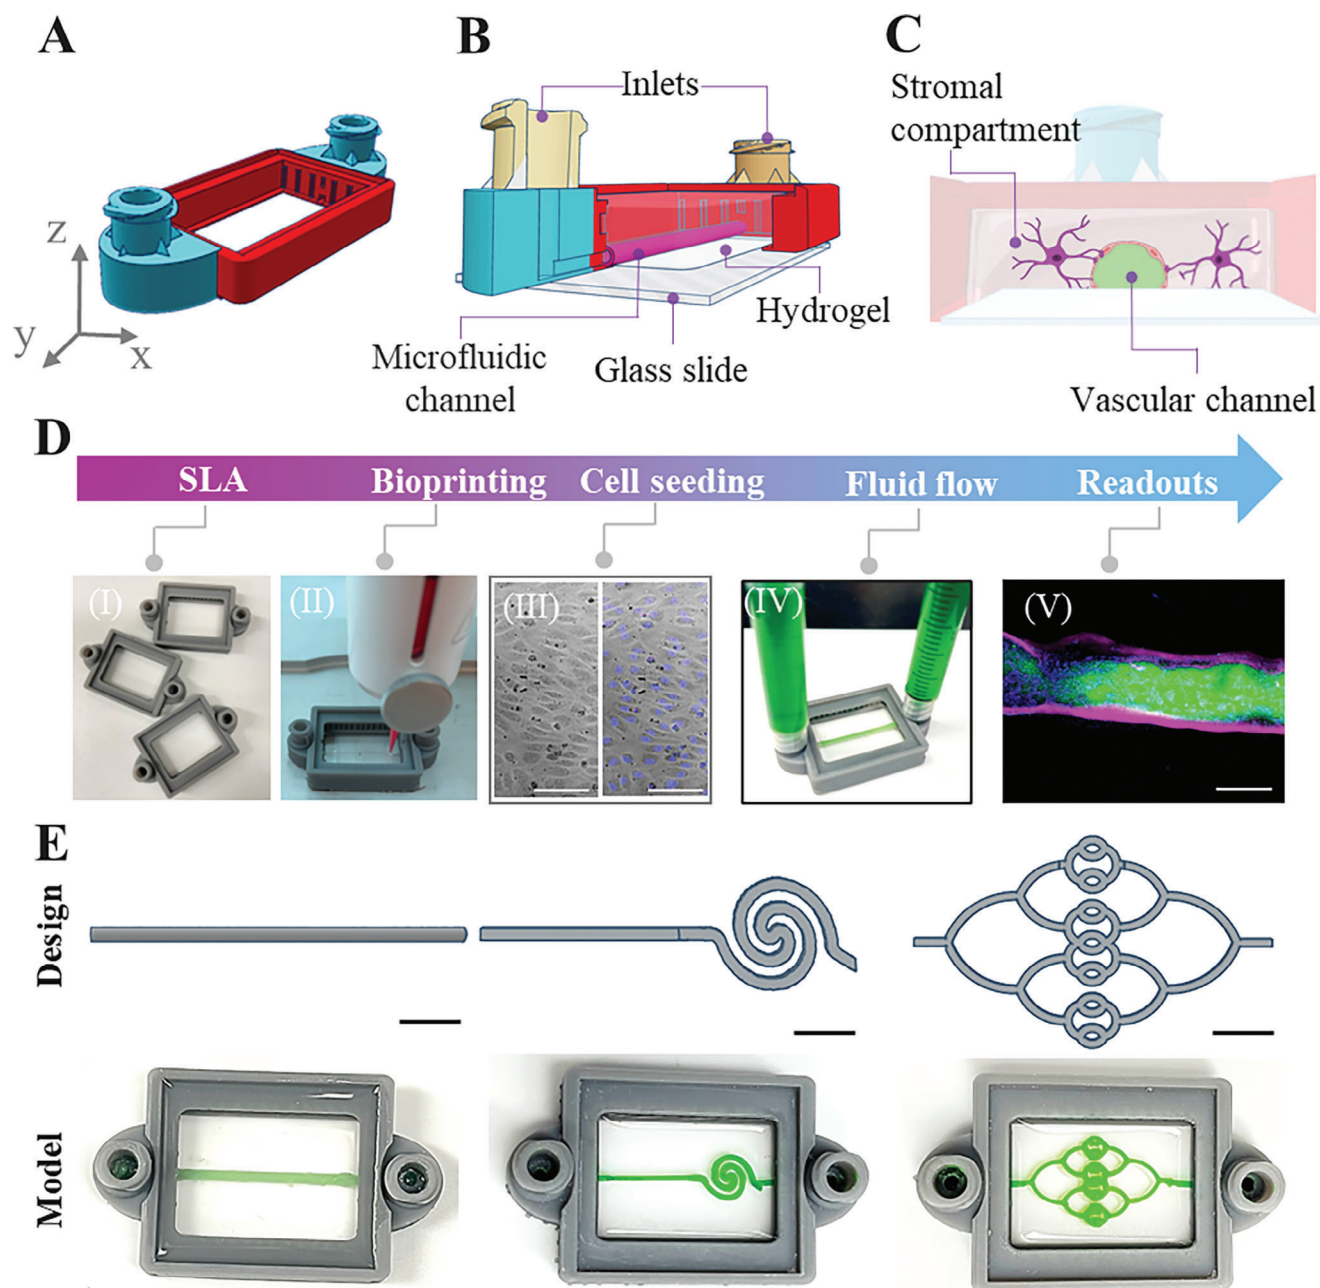 A
B
C
z
y
x
Inlets
Microfluidic
channel
Glass slide
Hydrogel
Stromal
compartment
Vascular channel
D
SLA
Bioprinting
Cell seeding
Fluid flow
Readouts
(I)
(II)
(III)
(IV)
(V)
E
Design
Model